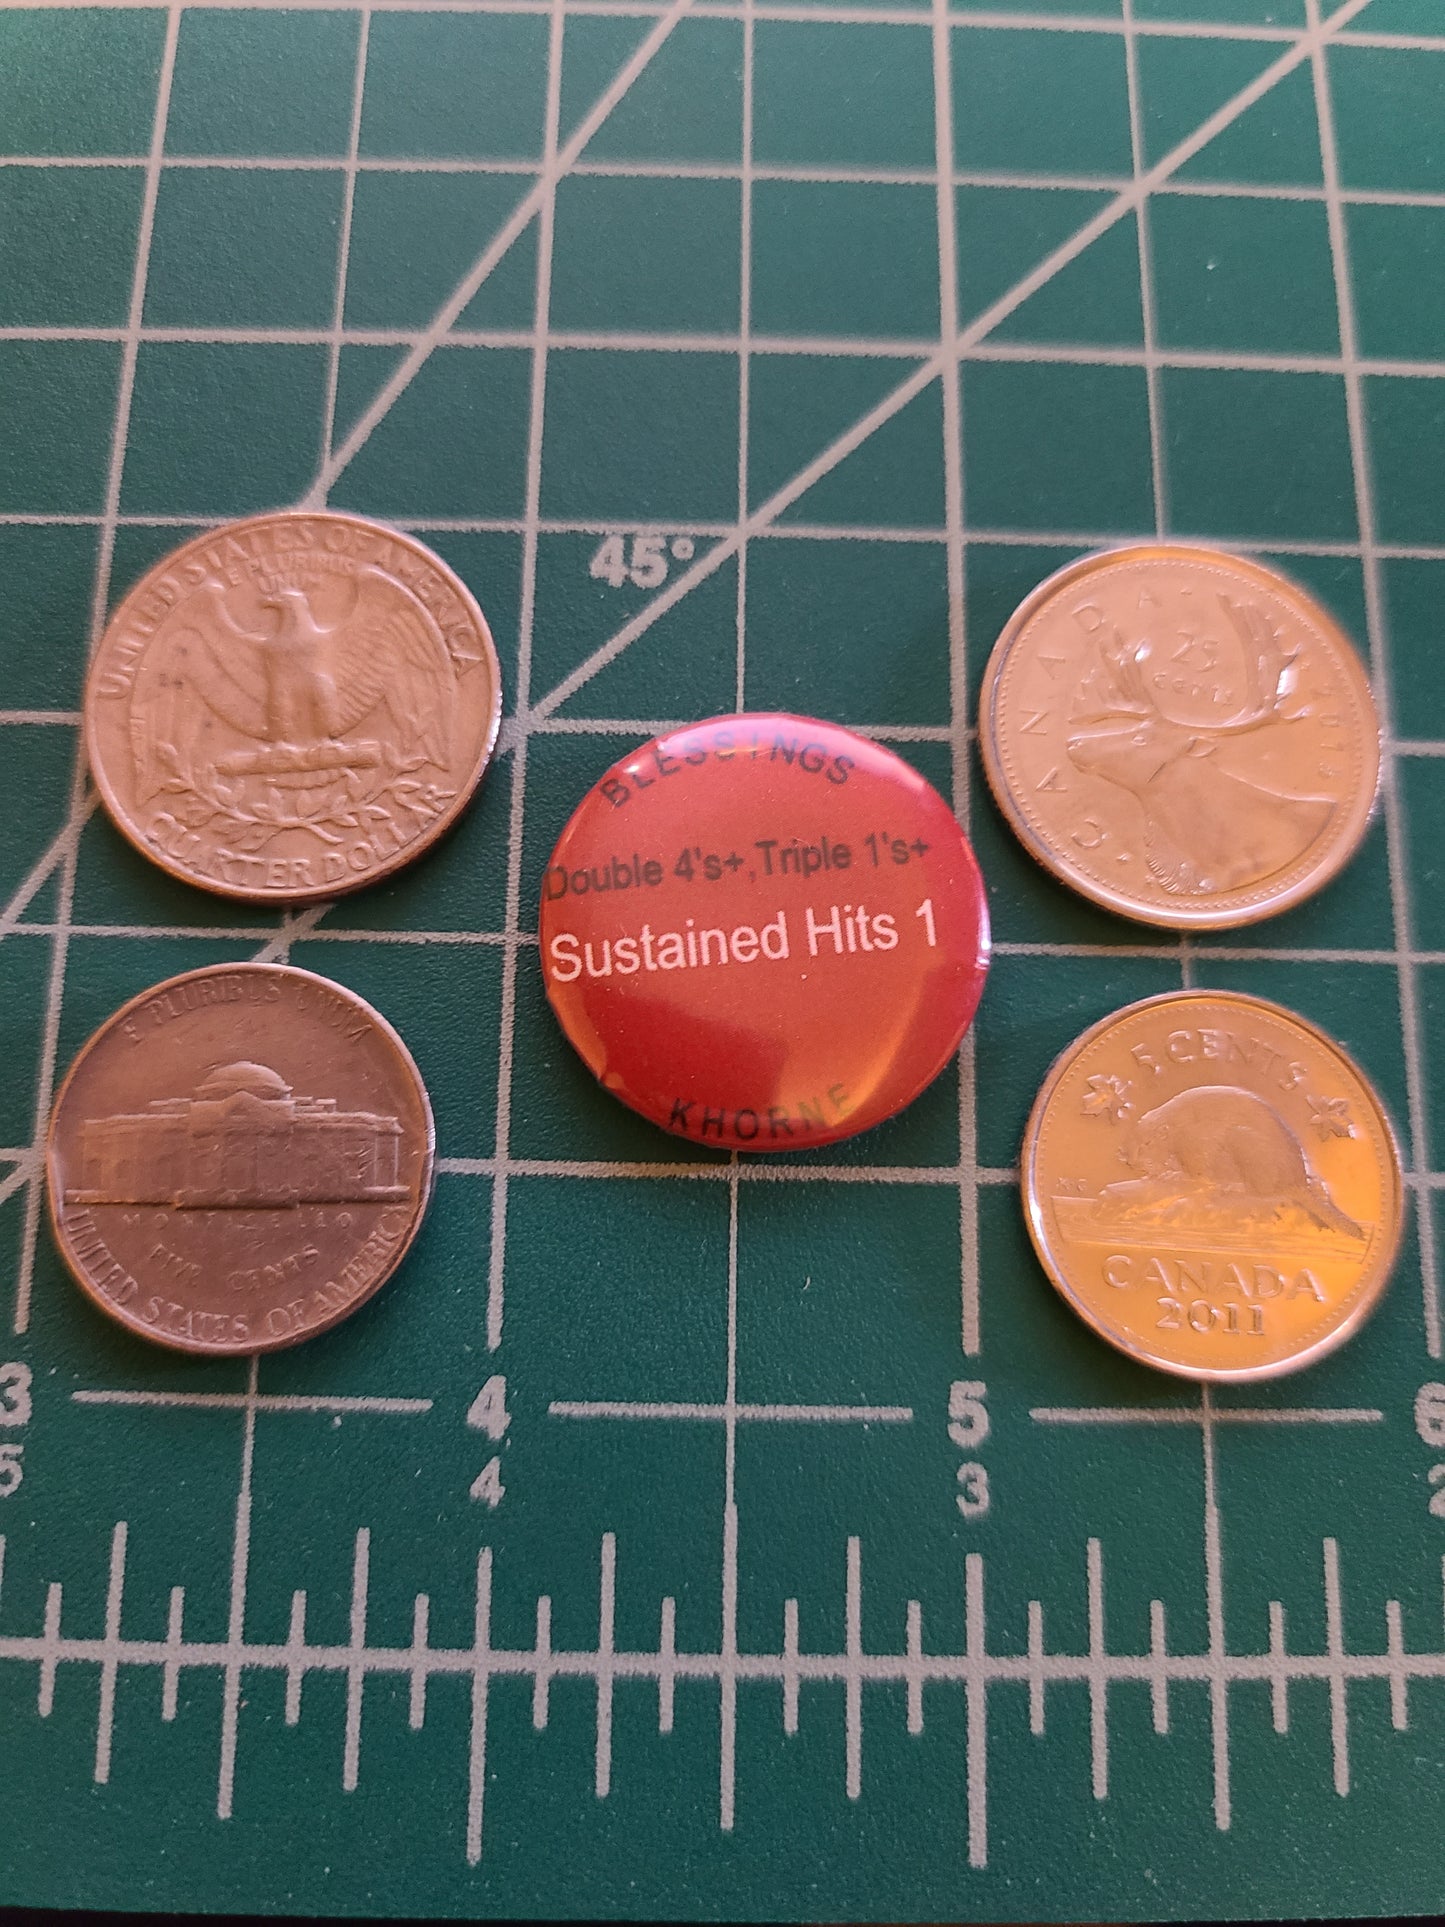 UNITED STATES OF AMERICA
E PLURIBUS
UNUM
QUARTER DOLLAR
45°
CANADA
25
cents
BLESSINGS
Double 4's+,Triple 1's+
Sustained Hits 1
KHORNE
E PLURIBUS UNUM
MONTICELLO
FIVE CENTS
UNITED STATES OF AMERICA
5 CENTS
KG
CANADA
2011
3 4 5 6
5 4 3 2